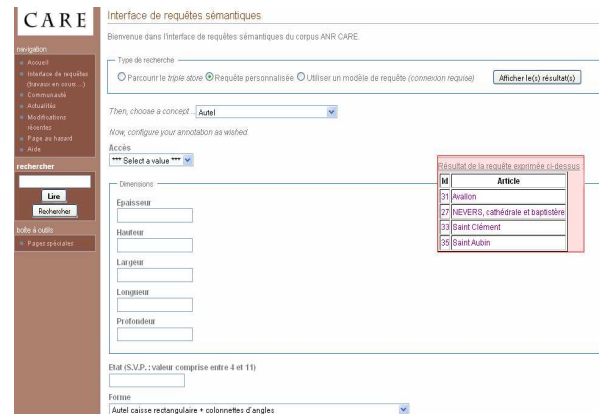 CARE
navigation
Accueil
Interface de requêtes
(travaux en cours ...)
Communauté
Actualités
Modifications
récentes
Page au hasard
Aide
rechercher
Lire
Rechercher
boîte à outils
Pages spéciales
Interface de requêtes sémantiques
Bienvenue dans l'interface de requêtes sémantiques du corpus ANR CARE.
Type de recherche
Parcourir le triple store Requête personnalisée Utiliser un modèle de requête (connexion requise) Afficher le(s) résultat(s)
Then, choose a concept... Autel
Now, configure your annotation as wished.
Accès
*** Select a value ***
Dimensions
Epaisseur
Hauteur
Largeur
Longueur
Profondeur
Etat (S.V.P. : valeur comprise entre 4 et 11)
Forme
Autel caisse rectangulaire + colonnettes d'angles
Résultat de la requête exprimée ci-dessus :
Id Article
31 Avallon
27 NEVERS, cathédrale et baptistère
33 Saint Clément
35 Saint Aubin